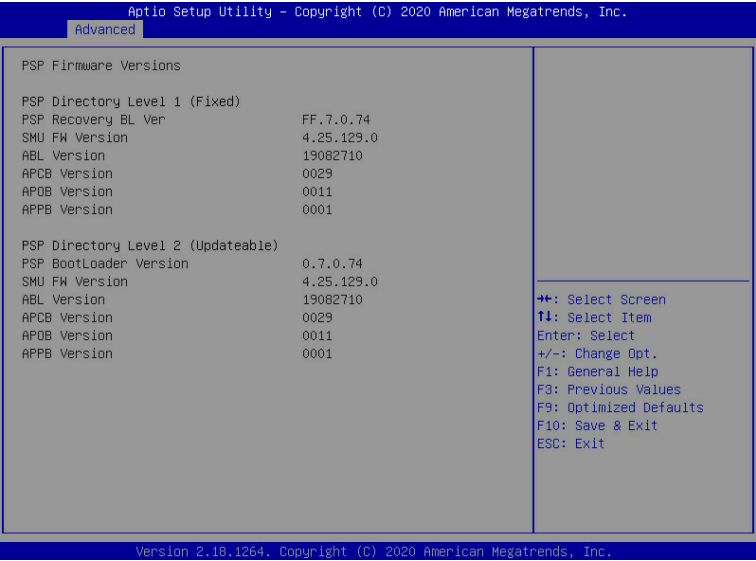 Aptio Setup Utility – Copyright (C) 2020 American Megatrends, Inc.
Advanced
PSP Firmware Versions
PSP Directory Level 1 (Fixed)
PSP Recovery BL Ver FF.7.0.74
SMU FW Version 4.25.129.0
ABL Version 19082710
APCB Version 0029
APOB Version 0011
APPB Version 0001
PSP Directory Level 2 (Updateable)
PSP BootLoader Version 0.7.0.74
SMU FW Version 4.25.129.0
ABL Version 19082710
APCB Version 0029
APOB Version 0011
APPB Version 0001
→←: Select Screen
↑↓: Select Item
Enter: Select
+/-: Change Opt.
F1: General Help
F3: Previous Values
F9: Optimized Defaults
F10: Save & Exit
ESC: Exit
Version 2.18.1264. Copyright (C) 2020 American Megatrends, Inc.